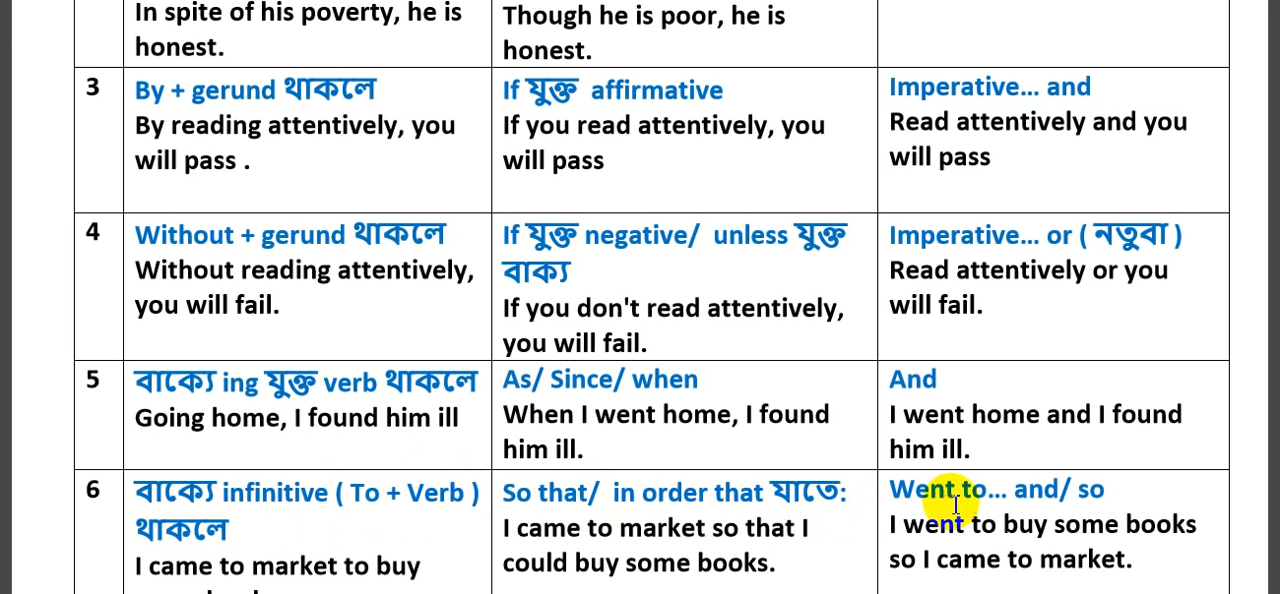 In spite of his poverty, he is
honest.
Though he is poor, he is
honest.
3
By + gerund থাকলে
By reading attentively, you
will pass .
If যুক্ত affirmative
If you read attentively, you
will pass
Imperative... and
Read attentively and you
will pass
4
Without + gerund থাকলে
Without reading attentively,
you will fail.
If যুক্ত negative/ unless যুক্ত
বাক্য
If you don't read attentively,
you will fail.
Imperative... or ( নতুবা )
Read attentively or you
will fail.
5
বাক্যে ing যুক্ত verb থাকলে
Going home, I found him ill
As/ Since/ when
When I went home, I found
him ill.
And
I went home and I found
him ill.
6
বাক্যে infinitive ( To + Verb )
থাকলে
I came to market to buy
So that/ in order that যাতে:
I came to market so that I
could buy some books.
Went to... and/ so
I went to buy some books
so I came to market.